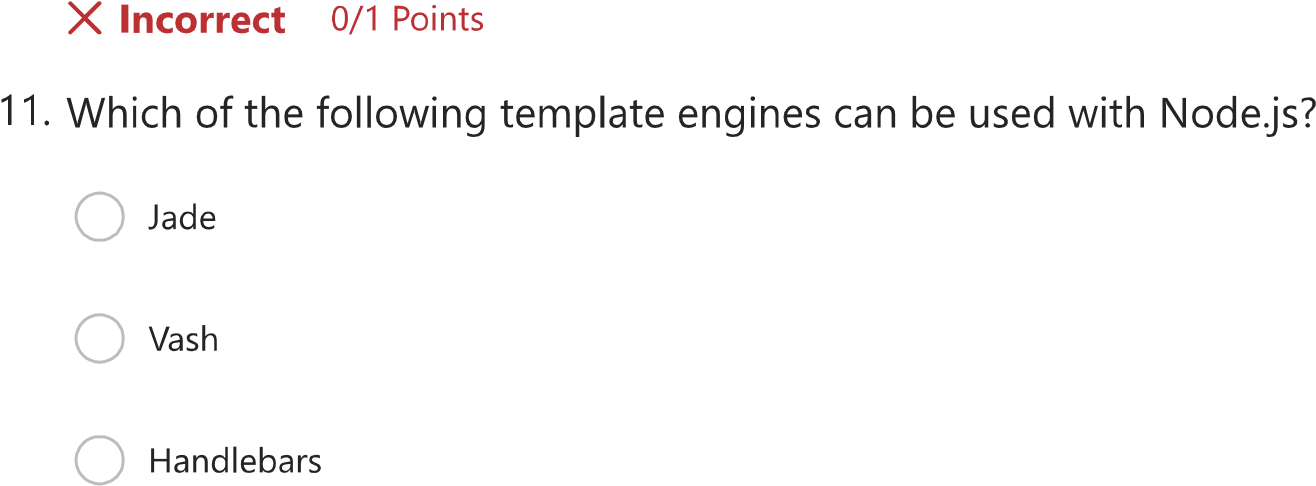 Incorrect 0/1 Points
11. Which of the following template engines can be used with Node.js?
Jade
Vash
Handlebars